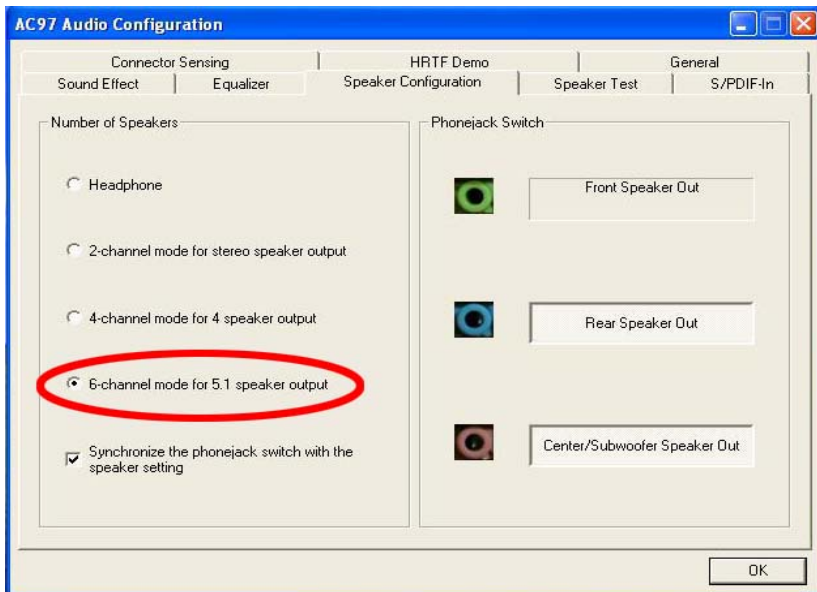 AC97 Audio Configuration
Connector Sensing
HRTF Demo
General
Sound Effect
Equalizer
Speaker Configuration
Speaker Test
S/PDIF-In
Number of Speakers
Headphone
2-channel mode for stereo speaker output
4-channel mode for 4 speaker output
6-channel mode for 5.1 speaker output
Synchronize the phonejack switch with the
speaker setting
Phonejack Switch
Front Speaker Out
Rear Speaker Out
Center/Subwoofer Speaker Out
OK